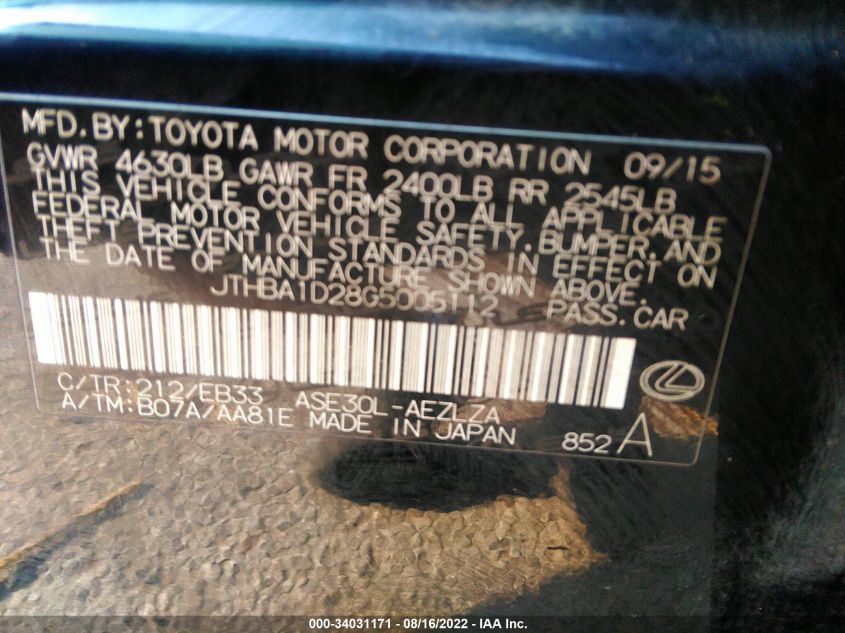 MFD.BY:TOYOTA MOTOR CORPORATION 09/15
GVWR 4630LB GAWR FR 2400LB RR 2545LB
THIS VEHICLE CONFORMS TO ALL APPLICABLE
FEDERAL MOTOR VEHICLE SAFETY,BUMPER,AND
THEFT PREVENTION STANDARDS IN EFFECT ON
THE DATE OF MANUFACTURE SHOWN ABOVE.
JTHBA1D28G5005112 PASS.CAR
C/TR:212/EB33 ASE30L-AEZLZA
A/TM:B07A/AA81E MADE IN JAPAN 852A
000-34031171 - 08/16/2022 - IAA Inc.